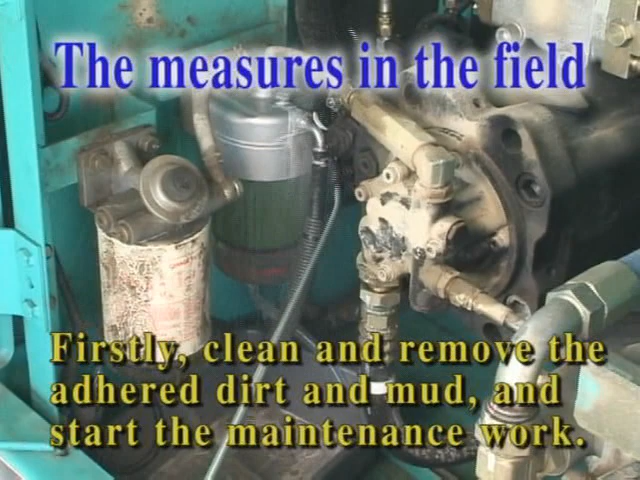 The measures in the field
Firstly, clean and remove the
adhered dirt and mud, and
start the maintenance work.